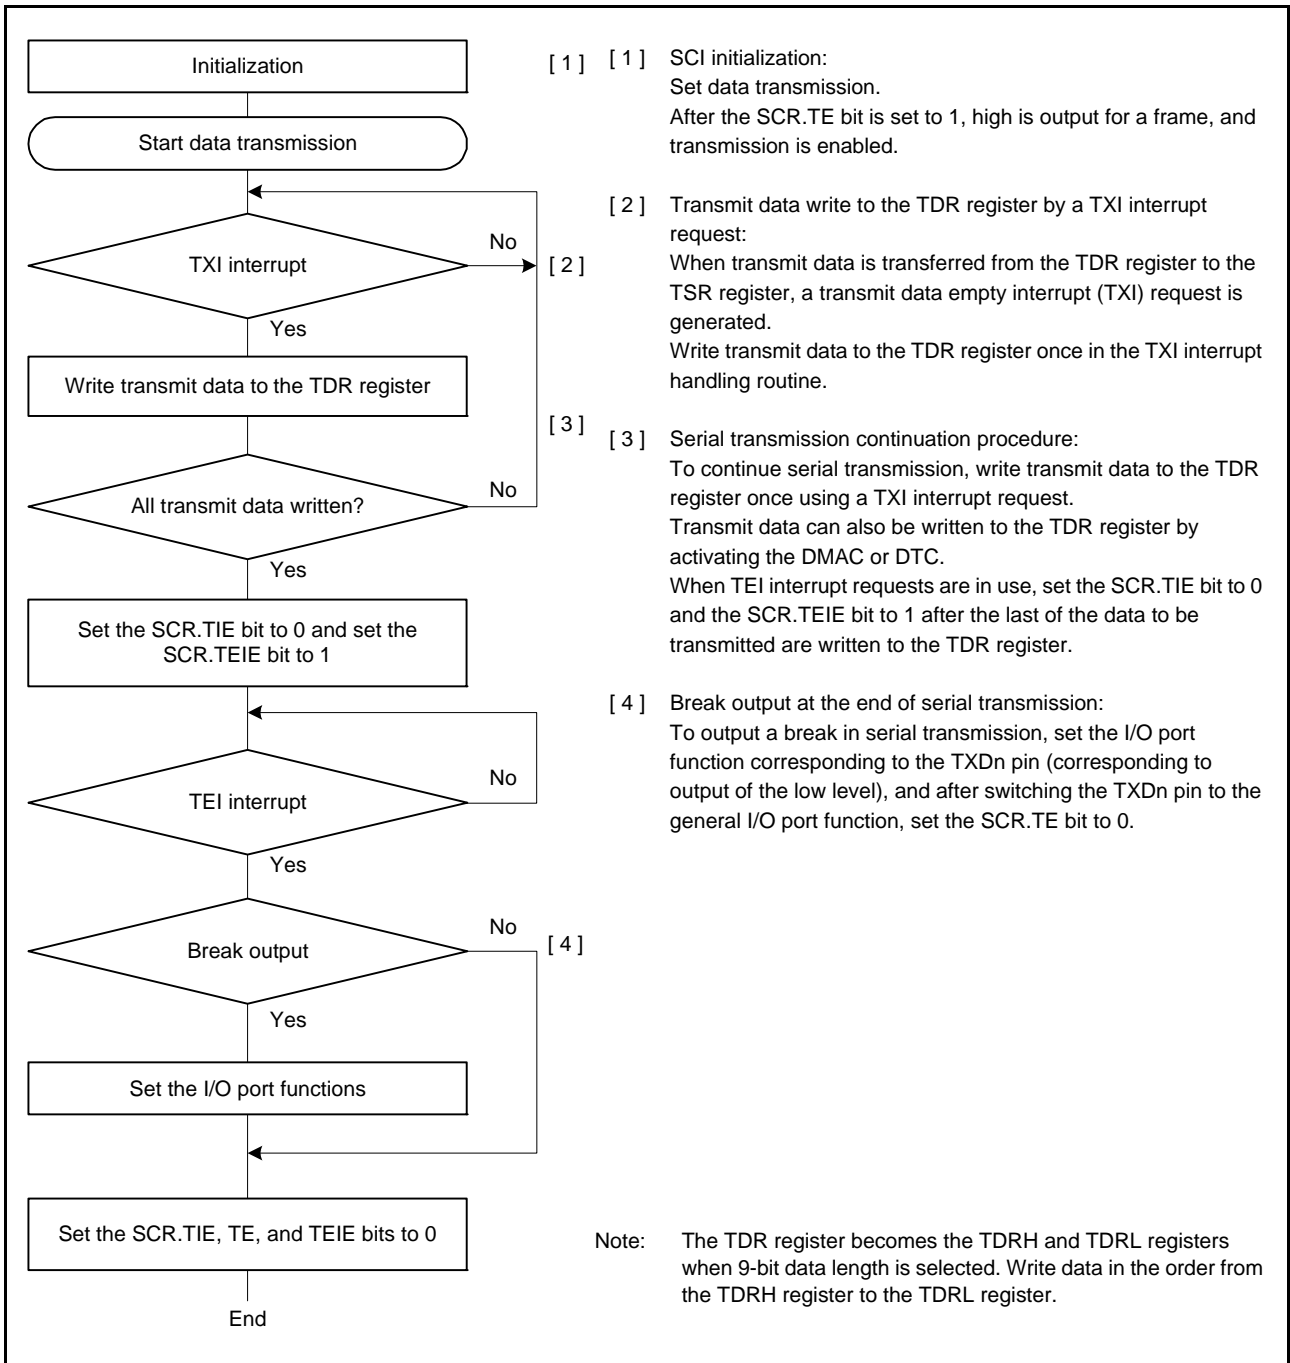 Initialization
[ 1 ]
Start data transmission
TXI interrupt
No
[ 2 ]
Yes
Write transmit data to the TDR register
[ 3 ]
All transmit data written?
No
Yes
Set the SCR.TIE bit to 0 and set the
SCR.TEIE bit to 1
TEI interrupt
No
Yes
Break output
No
[ 4 ]
Yes
Set the I/O port functions
Set the SCR.TIE, TE, and TEIE bits to 0
End
[ 1 ] SCI initialization:
Set data transmission.
After the SCR.TE bit is set to 1, high is output for a frame, and
transmission is enabled.
[ 2 ] Transmit data write to the TDR register by a TXI interrupt
request:
When transmit data is transferred from the TDR register to the
TSR register, a transmit data empty interrupt (TXI) request is
generated.
Write transmit data to the TDR register once in the TXI interrupt
handling routine.
[ 3 ] Serial transmission continuation procedure:
To continue serial transmission, write transmit data to the TDR
register once using a TXI interrupt request.
Transmit data can also be written to the TDR register by
activating the DMAC or DTC.
When TEI interrupt requests are in use, set the SCR.TIE bit to 0
and the SCR.TEIE bit to 1 after the last of the data to be
transmitted are written to the TDR register.
[ 4 ] Break output at the end of serial transmission:
To output a break in serial transmission, set the I/O port
function corresponding to the TXDn pin (corresponding to
output of the low level), and after switching the TXDn pin to the
general I/O port function, set the SCR.TE bit to 0.
Note: The TDR register becomes the TDRH and TDRL registers
when 9-bit data length is selected. Write data in the order from
the TDRH register to the TDRL register.